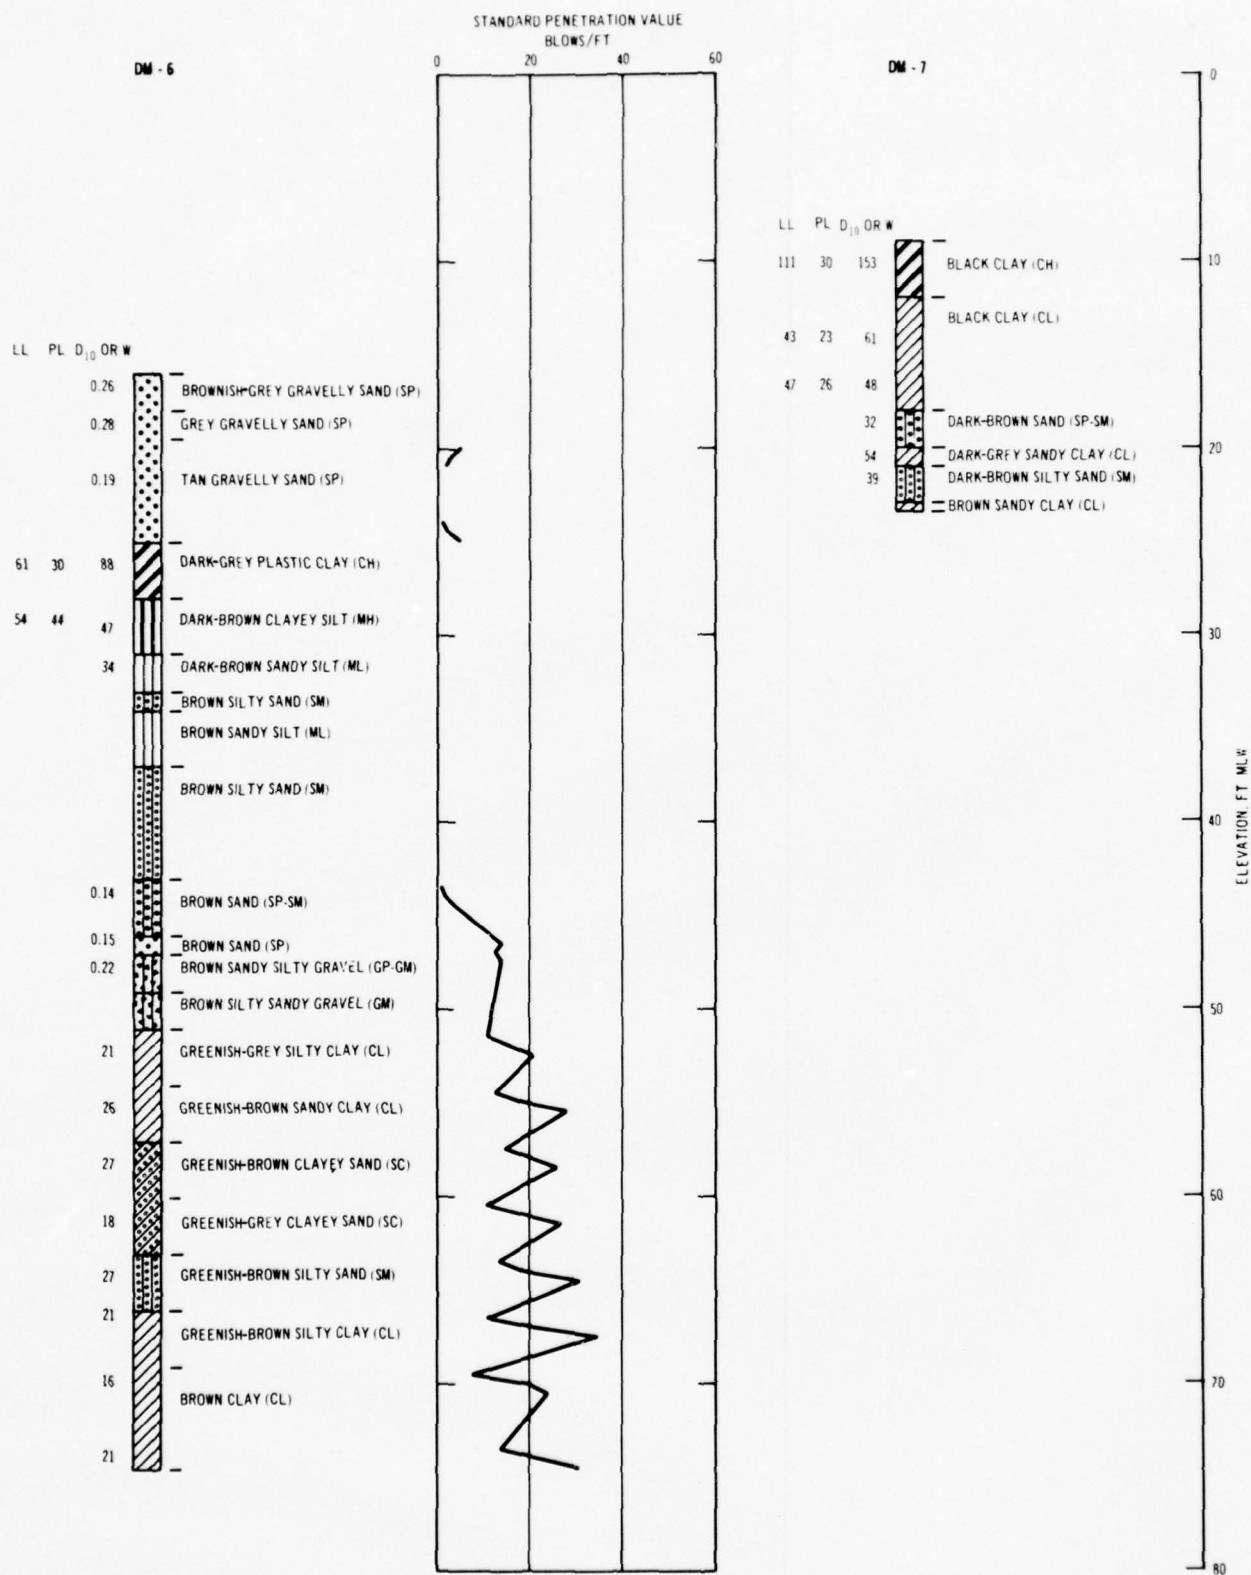 STANDARD PENETRATION VALUE
BLOWS/FT
0 20 40 60
DM - 6
LL PL D10 OR W
0.26 BROWNISH-GREY GRAVELLY SAND (SP)
0.28 GREY GRAVELLY SAND (SP)
0.19 TAN GRAVELLY SAND (SP)
61 30 88 DARK-GREY PLASTIC CLAY (CH)
54 44 47 DARK-BROWN CLAYEY SILT (MH)
34 DARK-BROWN SANDY SILT (ML)
BROWN SILTY SAND (SM)
BROWN SANDY SILT (ML)
BROWN SILTY SAND (SM)
0.14 BROWN SAND (SP-SM)
0.15 BROWN SAND (SP)
0.22 BROWN SANDY SILTY GRAVEL (GP-GM)
BROWN SILTY SANDY GRAVEL (GM)
21 GREENISH-GREY SILTY CLAY (CL)
26 GREENISH-BROWN SANDY CLAY (CL)
27 GREENISH-BROWN CLAYEY SAND (SC)
18 GREENISH-GREY CLAYEY SAND (SC)
27 GREENISH-BROWN SILTY SAND (SM)
21
GREENISH-BROWN SILTY CLAY (CL)
16
BROWN CLAY (CL)
21
DM - 7
LL PL D10 OR W
111 30 153 BLACK CLAY (CH)
BLACK CLAY (CL)
43 23 61
47 26 48
32 DARK-BROWN SAND (SP-SM)
54 DARK-GREY SANDY CLAY (CL)
39 DARK-BROWN SILTY SAND (SM)
BROWN SANDY CLAY (CL)
0
10
20
30
40
50
60
70
80
ELEVATION, FT MLW